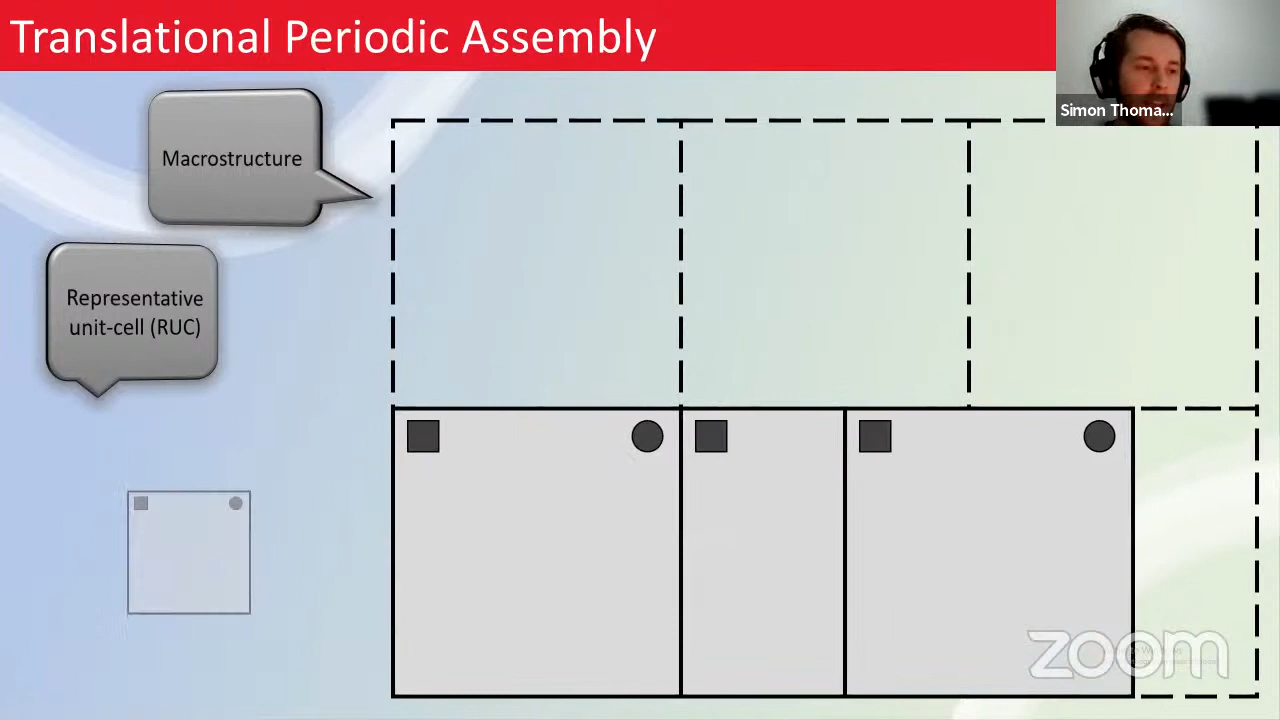 Translational Periodic Assembly
Simon Thoma...
Macrostructure
Representative
unit-cell (RUC)
zoom